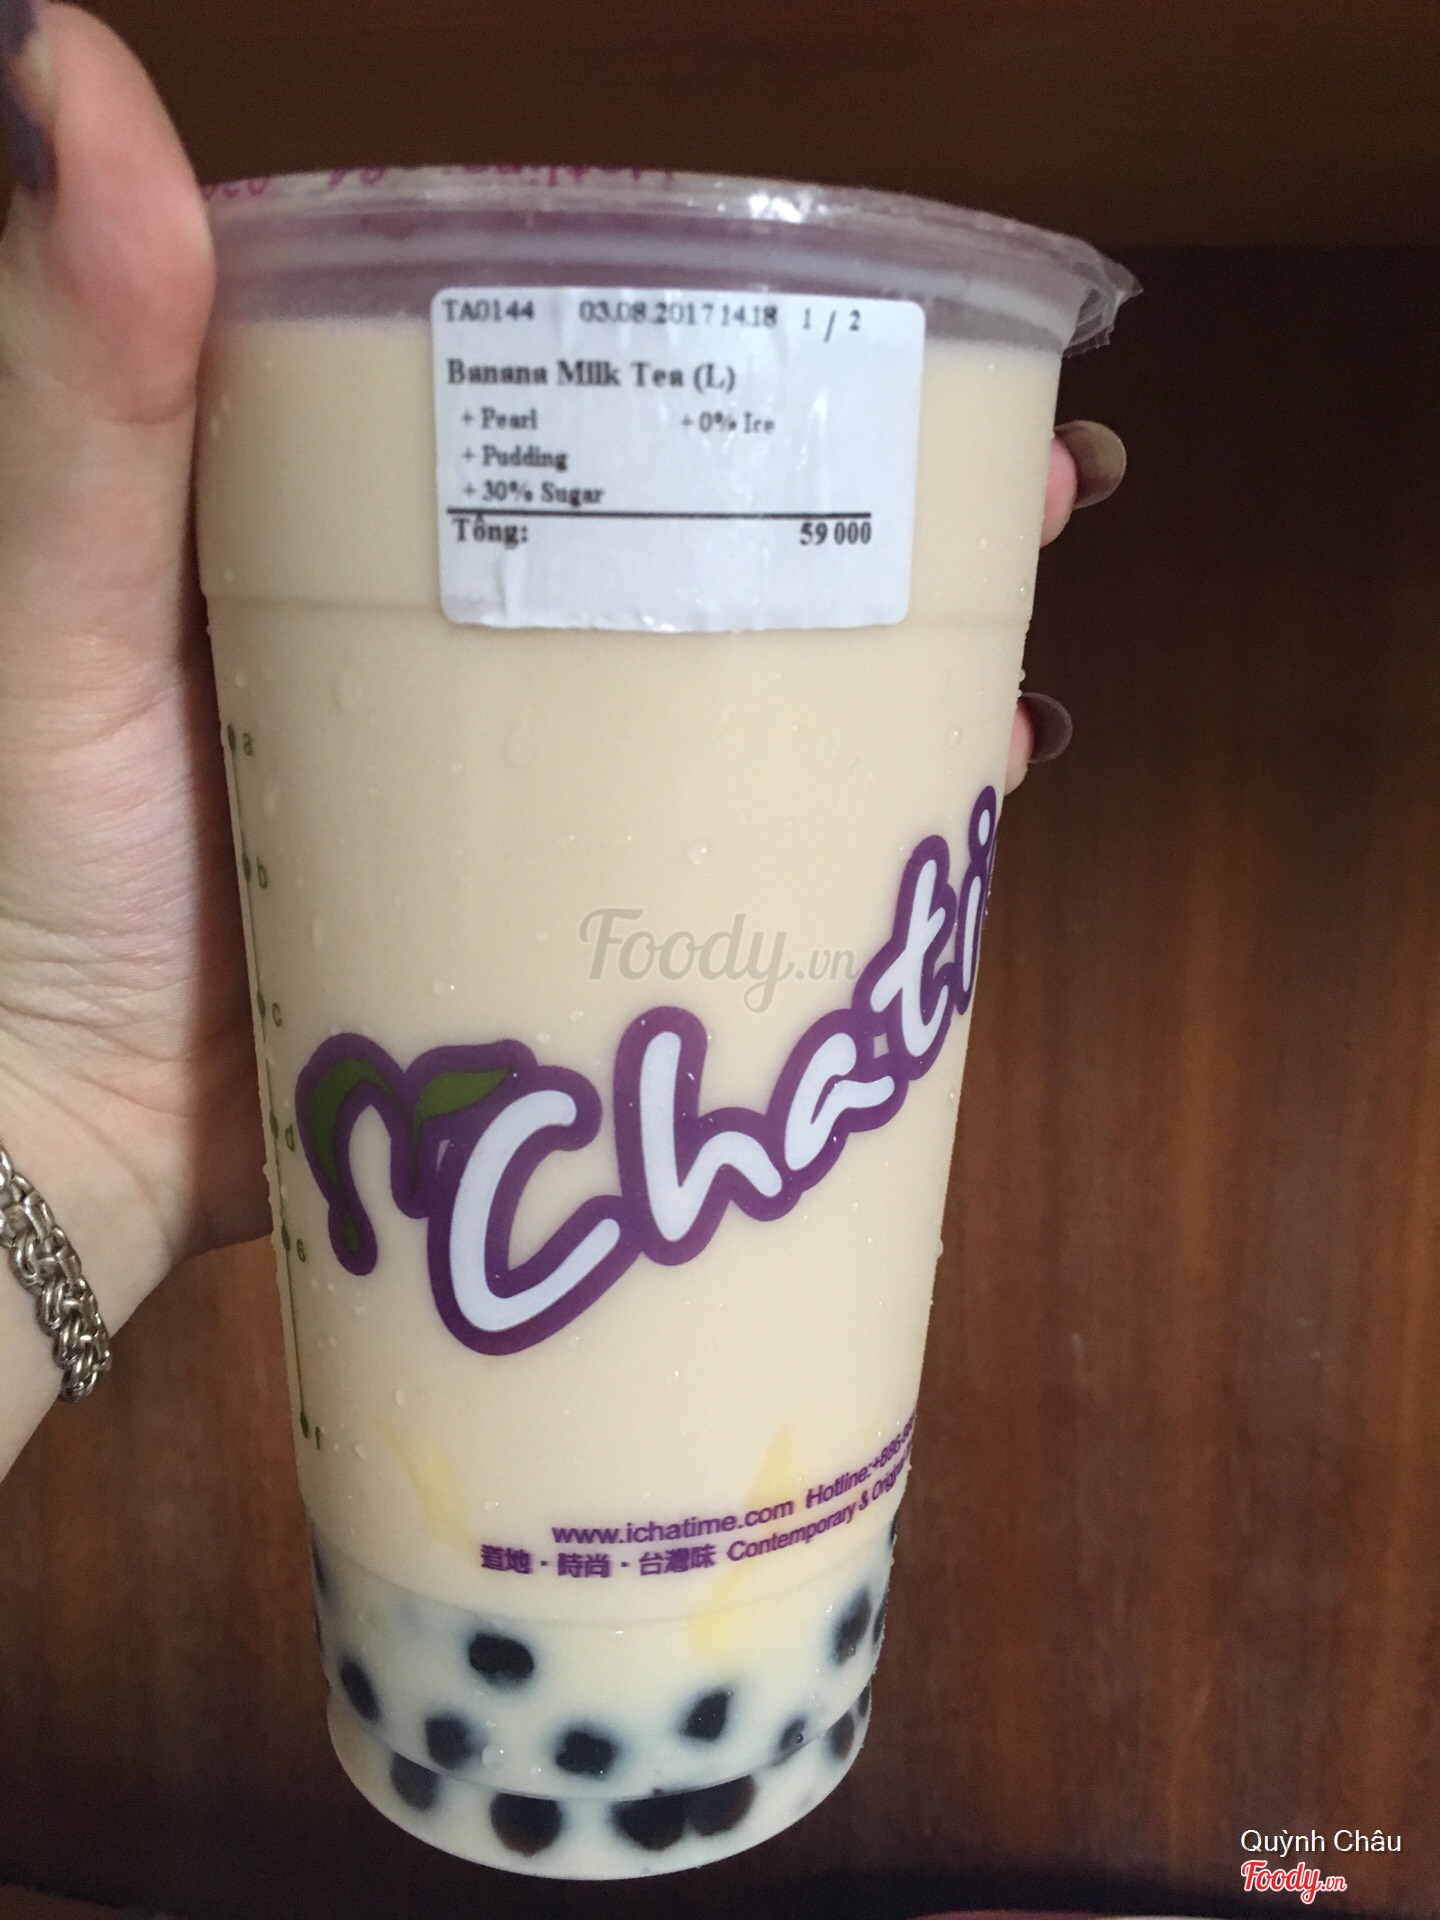 TA0144 03.08.2017 14.18 1 / 2
Banana Milk Tea (L)
+ Pearl + 0% Ice
+ Pudding
+ 30% Sugar
Tổng: 59 000
a
b
Foody.vn
c
Chati
d
e
f
www.ichatime.com Hotline:+886-
道地·時尚·台灣味 Contemporary &
Quỳnh Châu
Foody.vn